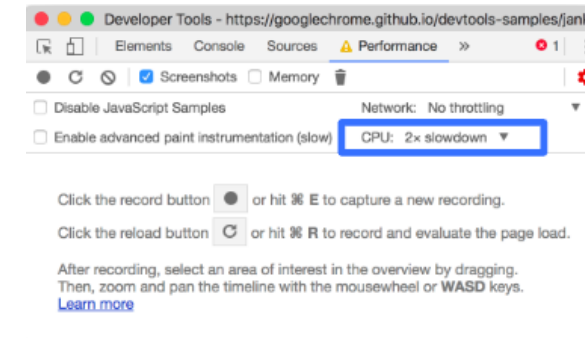 Developer Tools - https://googlechrome.github.io/devtools-samples/jank
Elements Console Sources Performance » 1
Screenshots Memory
Disable JavaScript Samples Network: No throttling ▼
Enable advanced paint instrumentation (slow) CPU: 2× slowdown ▼
Click the record button or hit ⌘ E to capture a new recording.
Click the reload button or hit ⌘ R to record and evaluate the page load.
After recording, select an area of interest in the overview by dragging.
Then, zoom and pan the timeline with the mousewheel or WASD keys.
Learn more